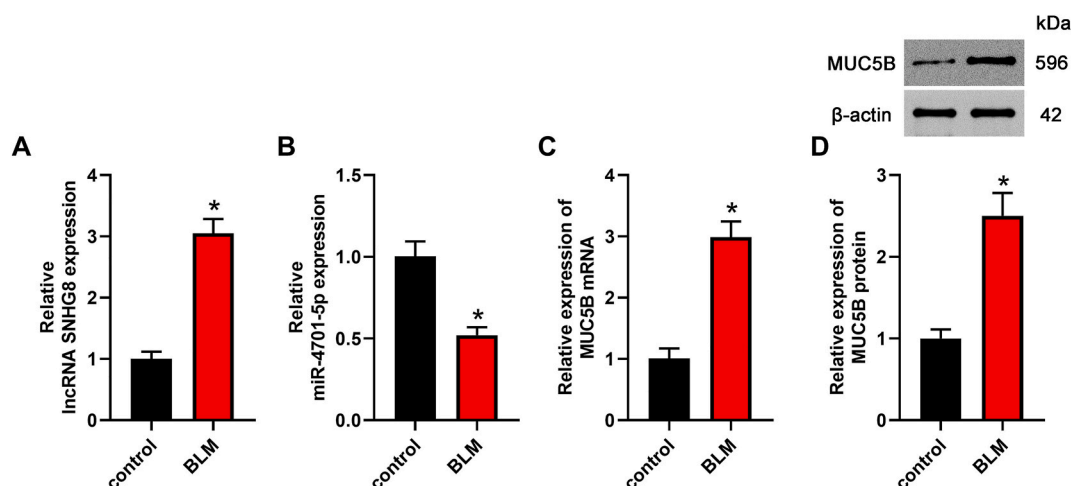 kDa
MUC5B 596
β-actin 42
A
Relative
lncRNA SNHG8 expression
4
3
2
1
0
*
control
BLM
B
Relative
miR-4701-5p expression
1.5
1.0
0.5
0.0
*
control
BLM
C
Relative expression of
MUC5B mRNA
4
3
2
1
0
*
control
BLM
D
Relative expression of
MUC5B protein
3
2
1
0
*
control
BLM